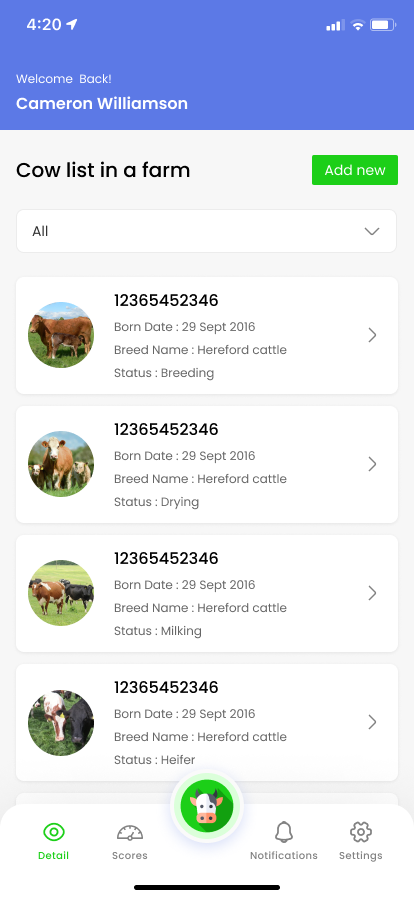 4:20
Welcome Back!
Cameron Williamson
Cow list in a farm
Add new
All
12365452346
Born Date : 29 Sept 2016
Breed Name : Hereford cattle
Status : Breeding
12365452346
Born Date : 29 Sept 2016
Breed Name : Hereford cattle
Status : Drying
12365452346
Born Date : 29 Sept 2016
Breed Name : Hereford cattle
Status : Milking
12365452346
Born Date : 29 Sept 2016
Breed Name : Hereford cattle
Status : Heifer
Detail
Scores
Notifications
Settings